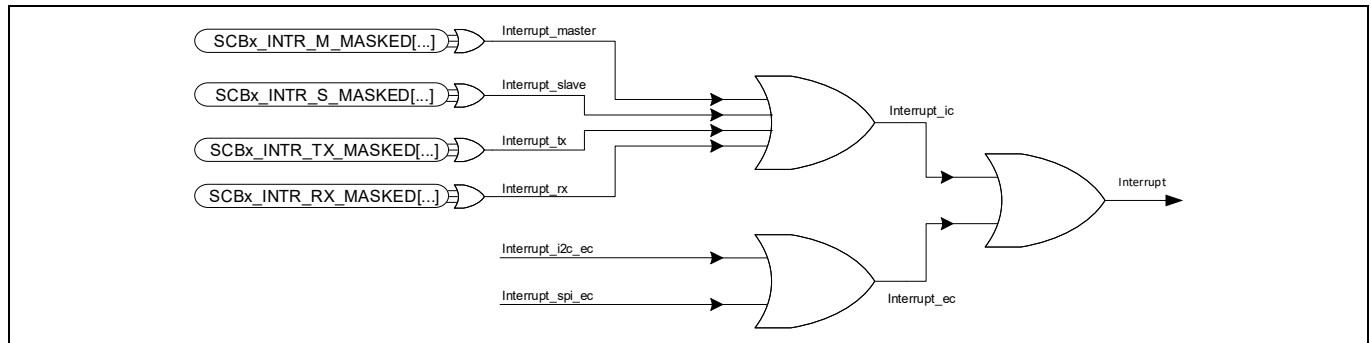 SCBx_INTR_M_MASKED[...]
Interrupt_master
SCBx_INTR_S_MASKED[...]
Interrupt_slave
Interrupt_ic
SCBx_INTR_TX_MASKED[...]
Interrupt_tx
SCBx_INTR_RX_MASKED[...]
Interrupt_rx
Interrupt
Interrupt_i2c_ec
Interrupt_spi_ec
Interrupt_ec